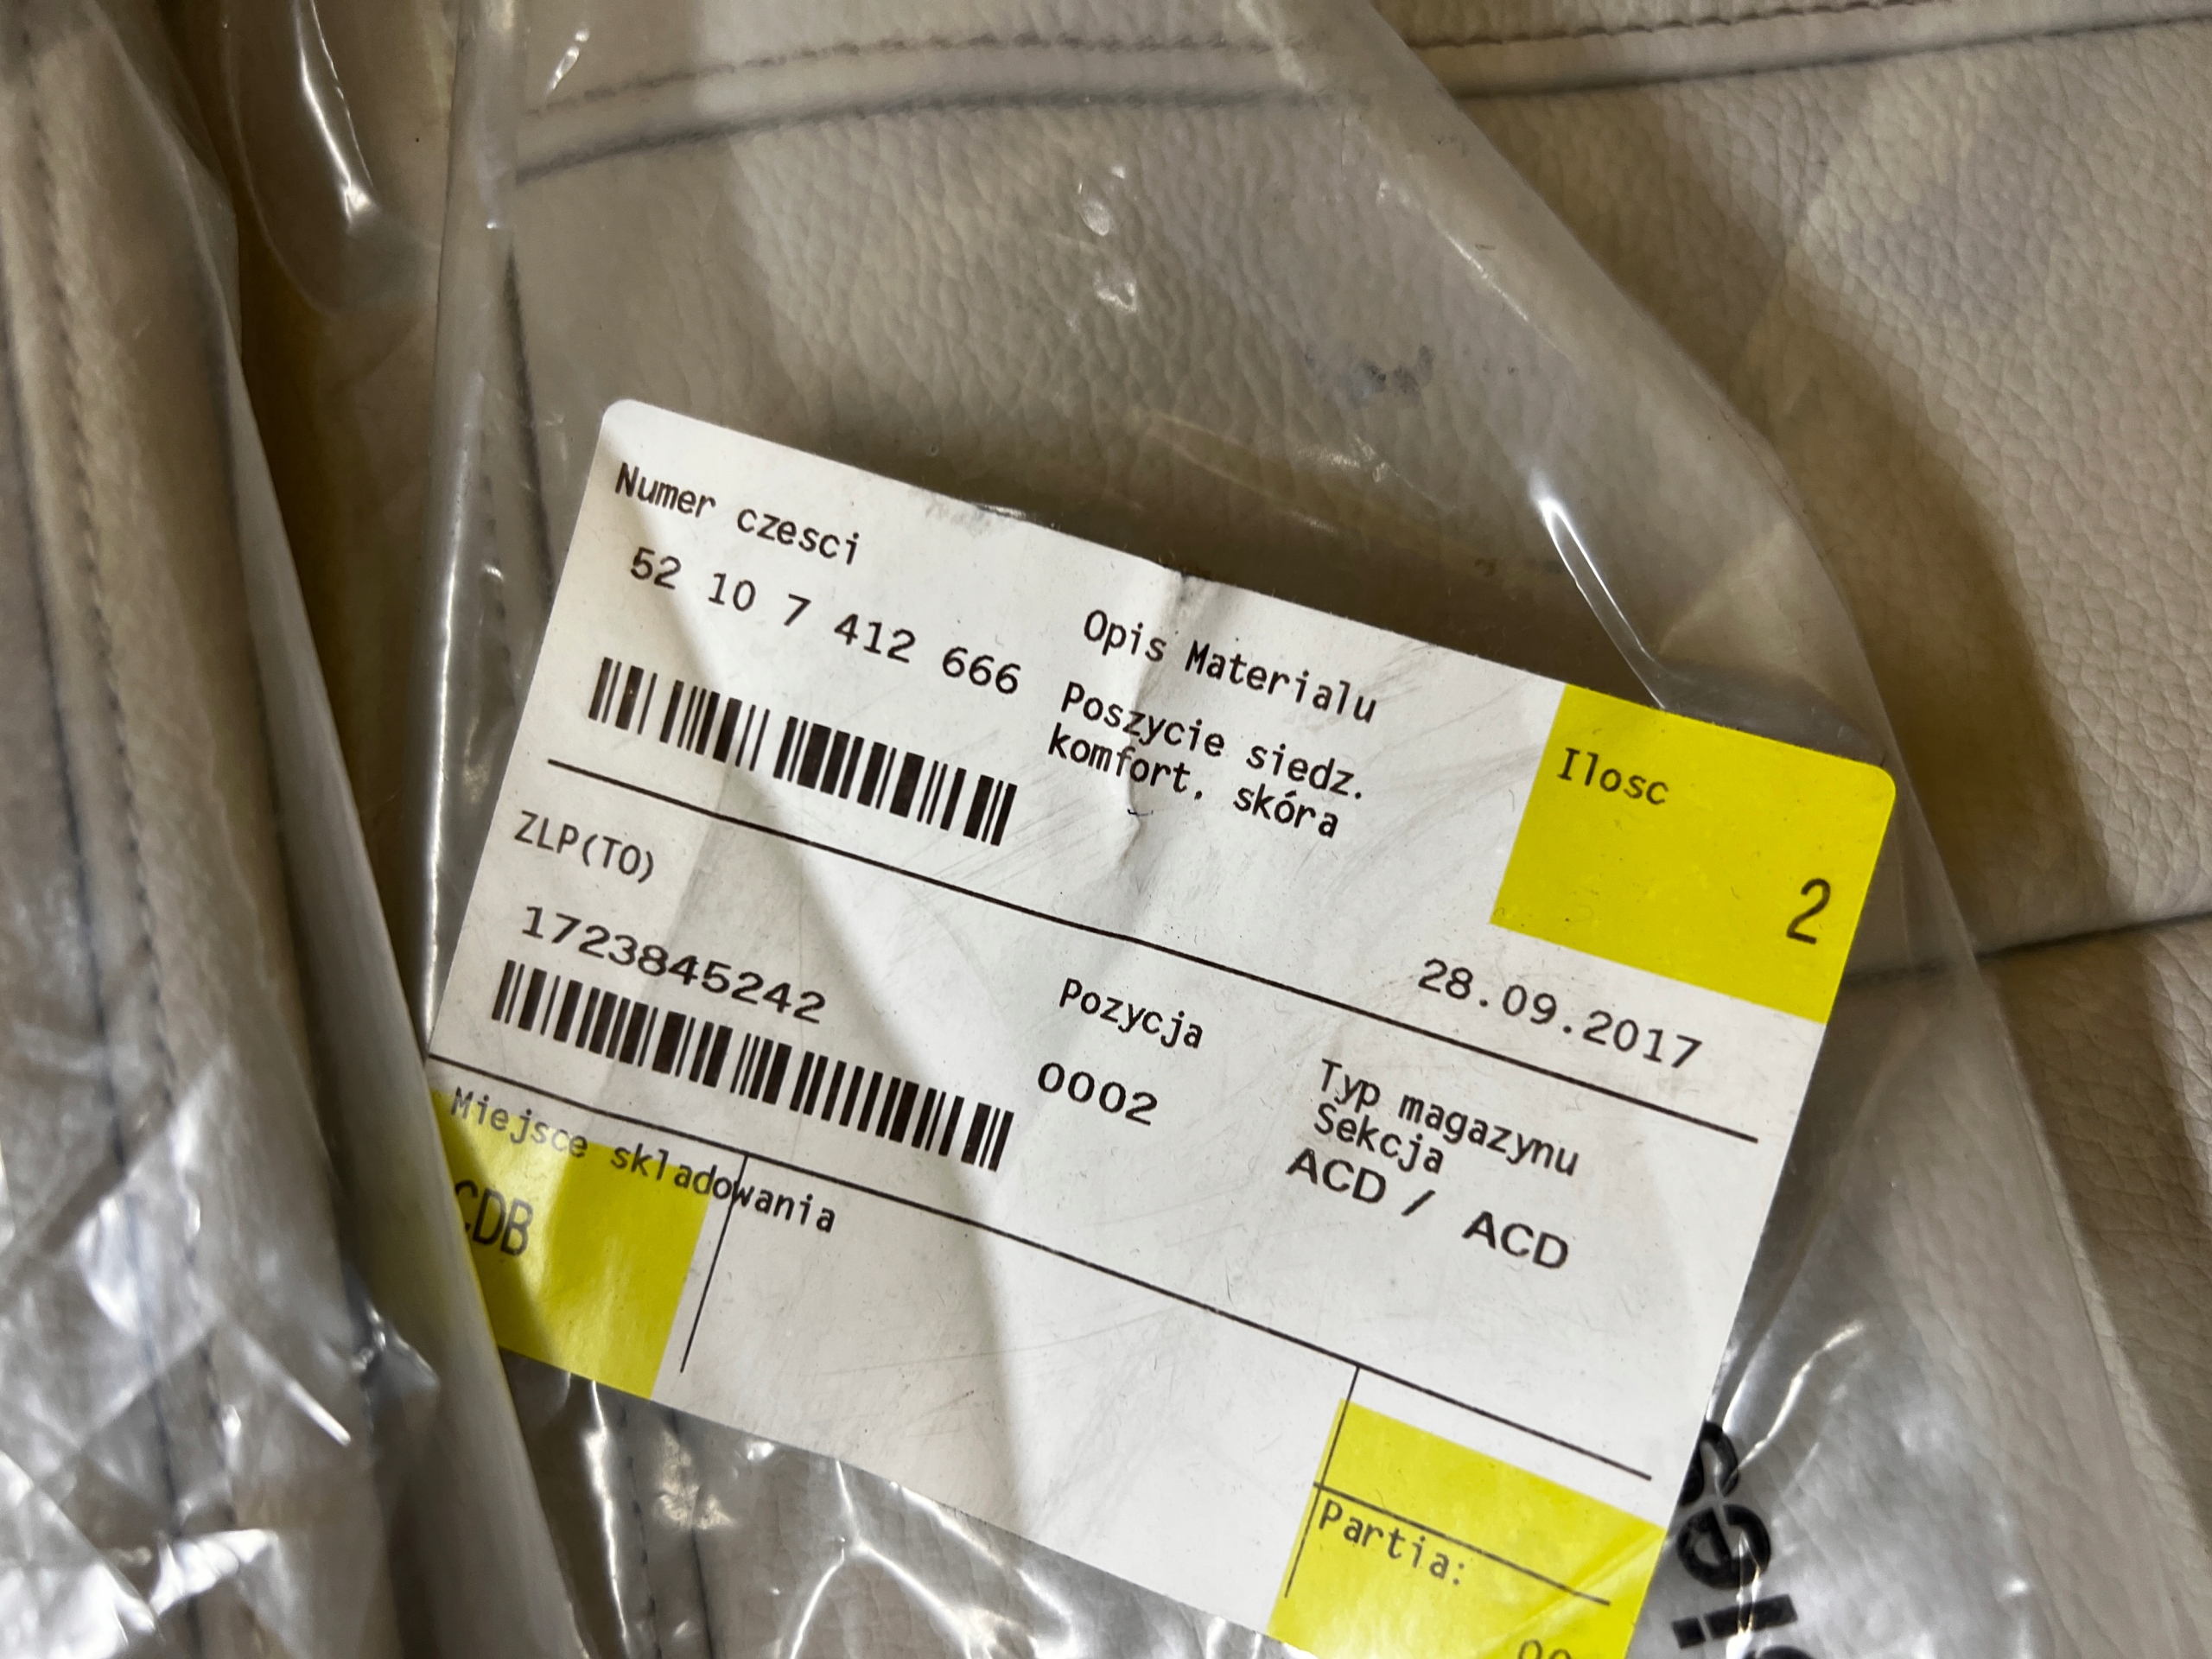 Numer czesci
52 10 7 412 666
Opis Materialu
Poszycie siedz.
komfort. skóra
Ilosc
2
28.09.2017
ZLP(TO)
1723845242
Pozycja
0002
Typ magazynu
Sekcja
ACD / ACD
Miejsce skladowania
CDB
Partia: